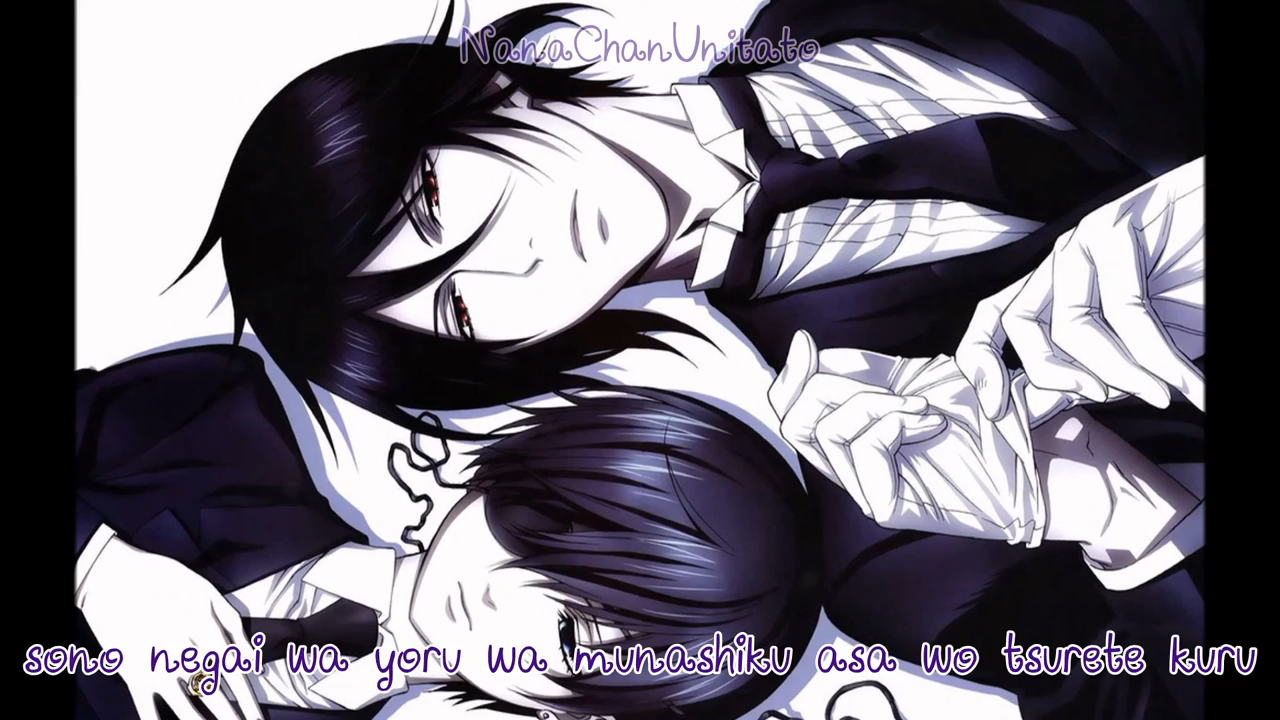 NanaChanUnitato
sono negai wa yoru wa munashiku asa wo tsurete kuru